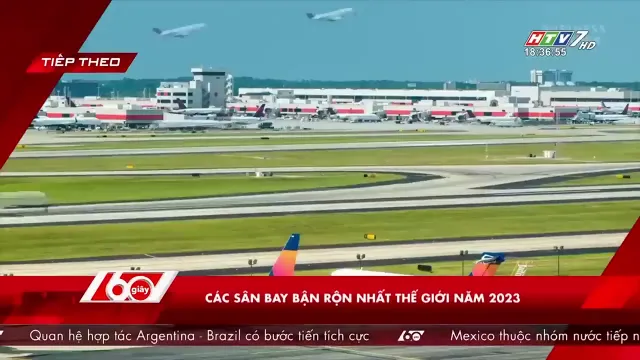 TIẾP THEO
HTV7 HD
18:36:55
60 giây
CÁC SÂN BAY BẬN RỘN NHẤT THẾ GIỚI NĂM 2023
Quan hệ hợp tác Argentina - Brazil có bước tiến tích cực
60
Mexico thuộc nhóm nước tiếp